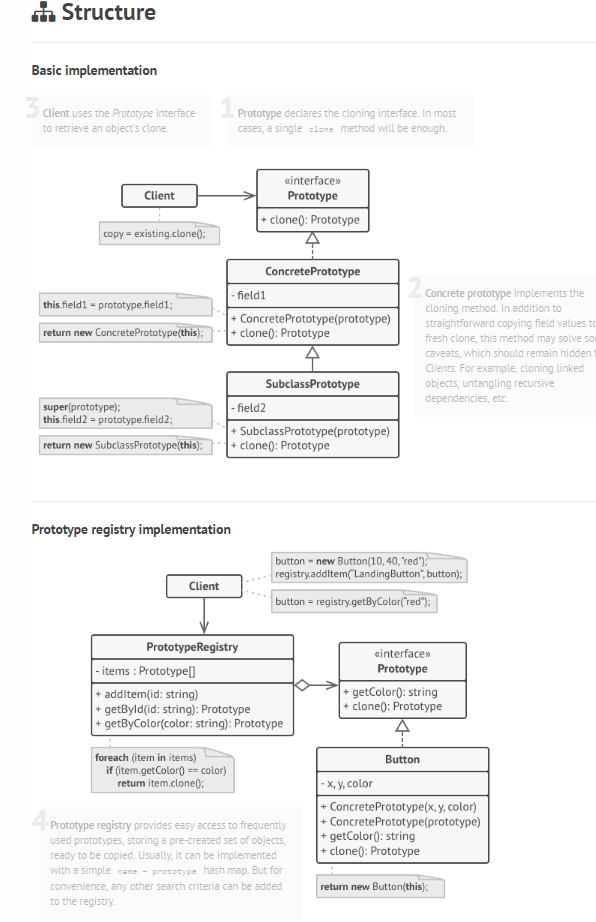 Structure
Basic implementation
3
Client uses the Prototype interface
to retrieve an object's clone.
1
Prototype declares the cloning interface. In most
cases, a single clone method will be enough.
Client
«interface»
Prototype
+ clone(): Prototype
copy = existing.clone();
ConcretePrototype
- field1
+ ConcretePrototype(prototype)
+ clone(): Prototype
this.field1 = prototype.field1;
return new ConcretePrototype(this);
2
Concrete prototype implements the
cloning method. In addition to
straightforward copying field values to
fresh clone, this method may solve
caveats, which should remain hidden
Clients. For example, cloning linked
objects, untangling recursive
dependencies, etc.
SubclassPrototype
- field2
+ SubclassPrototype(prototype)
+ clone(): Prototype
super(prototype);
this.field2 = prototype.field2;
return new SubclassPrototype(this);
Prototype registry implementation
Client
button = new Button(10, 40, "red");
registry.addItem("LandingButton", button);
button = registry.getByColor("red");
PrototypeRegistry
- items : Prototype[]
+ addItem(id: string)
+ getById(id: string): Prototype
+ getByColor(color: string): Prototype
«interface»
Prototype
+ getColor(): string
+ clone(): Prototype
foreach (item in items)
if (item.getColor() == color)
return item.clone();
Button
- x, y, color
+ ConcretePrototype(x, y, color)
+ ConcretePrototype(prototype)
+ getColor(): string
+ clone(): Prototype
return new Button(this);
4
Prototype registry provides easy access to frequently
used prototypes, storing a pre-created set of objects,
ready to be copied. Usually, it can be implemented
with a simple name → prototype hash map. But for
convenience, any other search criteria can be added
to the registry.